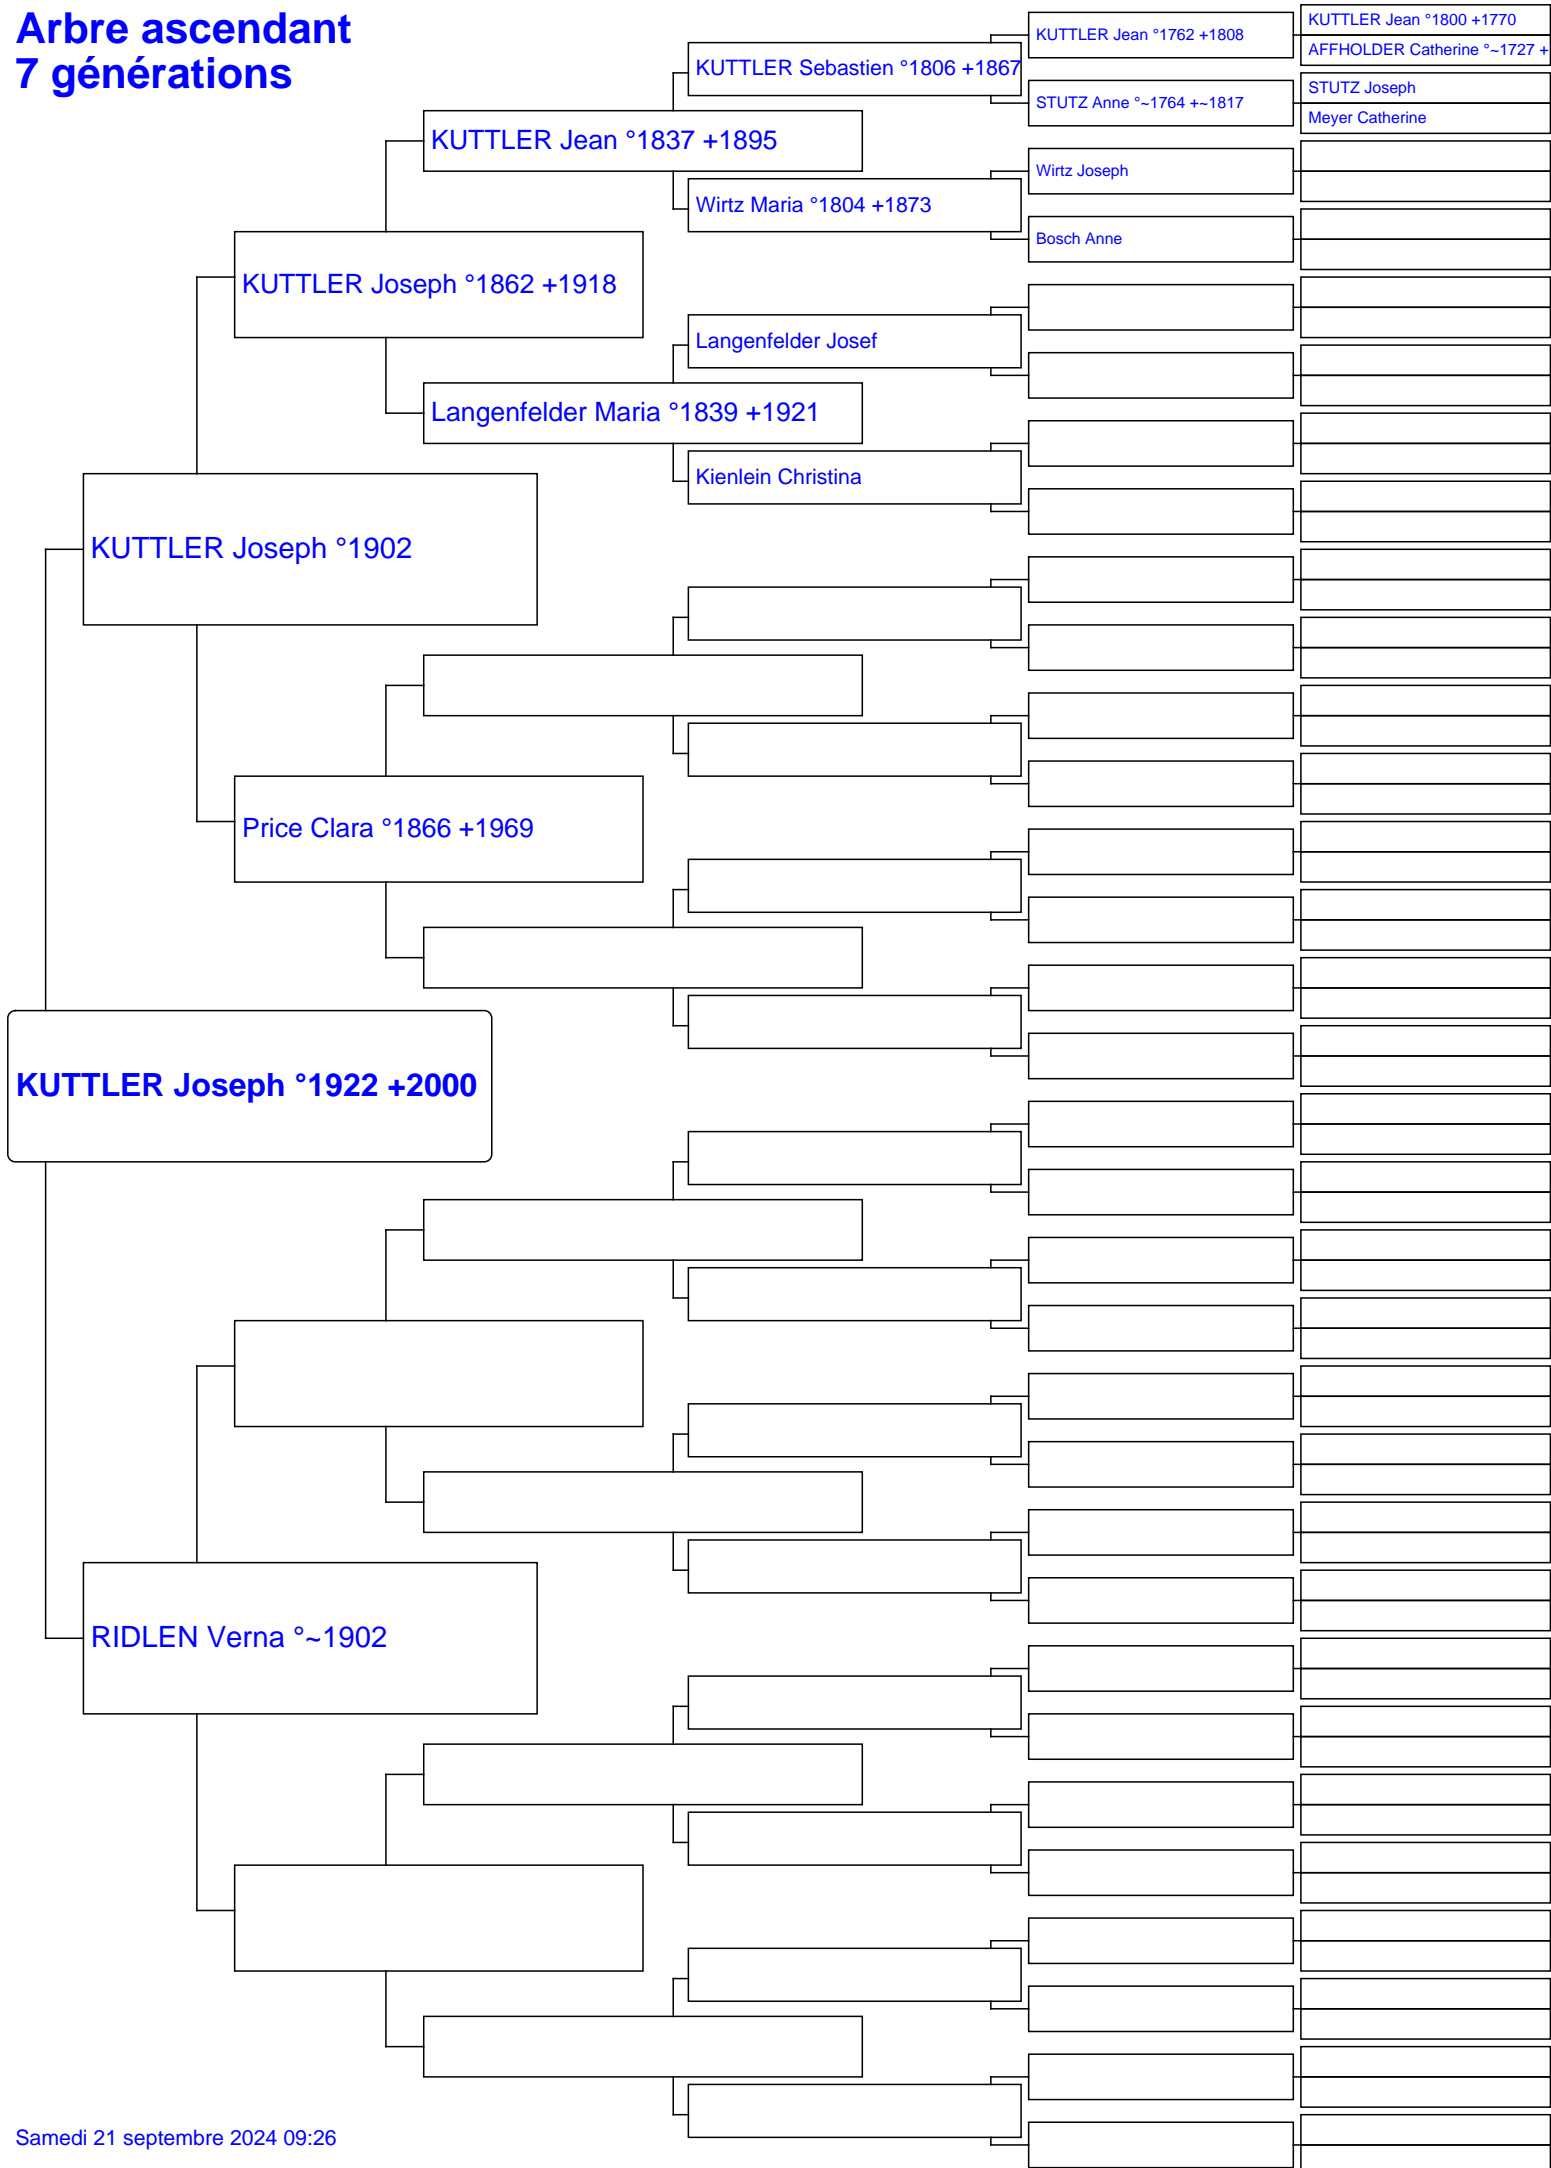 Arbre ascendant
7 générations
KUTTLER Jean °1800 +1770
KUTTLER Jean °1762 +1808
AFFHOLDER Catherine °~1727 +
KUTTLER Sebastien °1806 +1867
STUTZ Joseph
STUTZ Anne °~1764 +~1817
Meyer Catherine
KUTTLER Jean °1837 +1895
Wirtz Joseph
Wirtz Maria °1804 +1873
Bosch Anne
KUTTLER Joseph °1862 +1918
Langenfelder Josef
Langenfelder Maria °1839 +1921
Kienlein Christina
KUTTLER Joseph °1902
Price Clara °1866 +1969
KUTTLER Joseph °1922 +2000
RIDLEN Verna °~1902
Samedi 21 septembre 2024 09:26